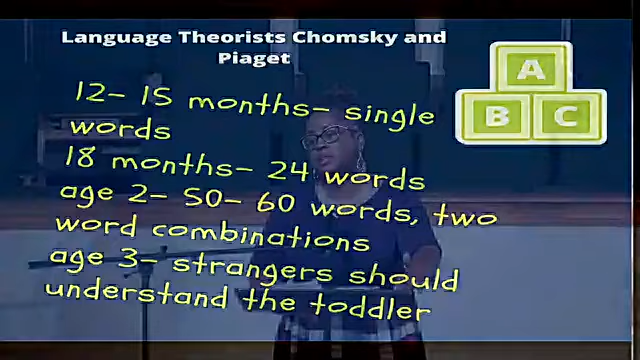 Language Theorists Chomsky and
Piaget
12- 15 months- single
words
18 months- 24 words
age 2- 50- 60 words, two
word combinations
age 3- strangers should
understand the toddler
A
B C